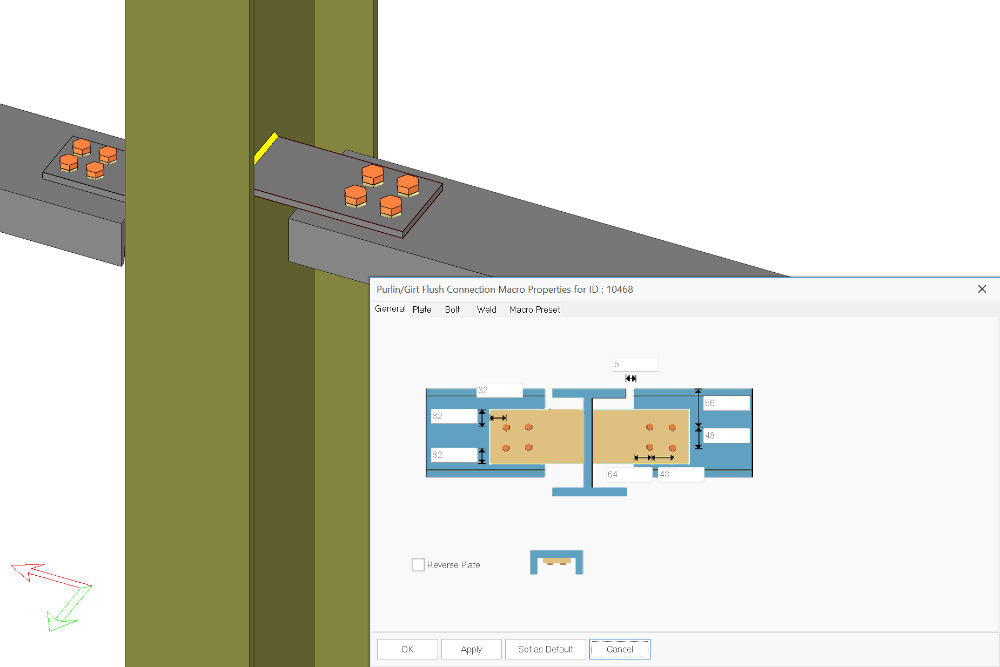 Purlin/Girt Flush Connection Macro Properties for ID : 10468
General Plate Bolt Weld Macro Preset
5
32
56
32
48
32
64 48
Reverse Plate
OK Apply Set as Default Cancel